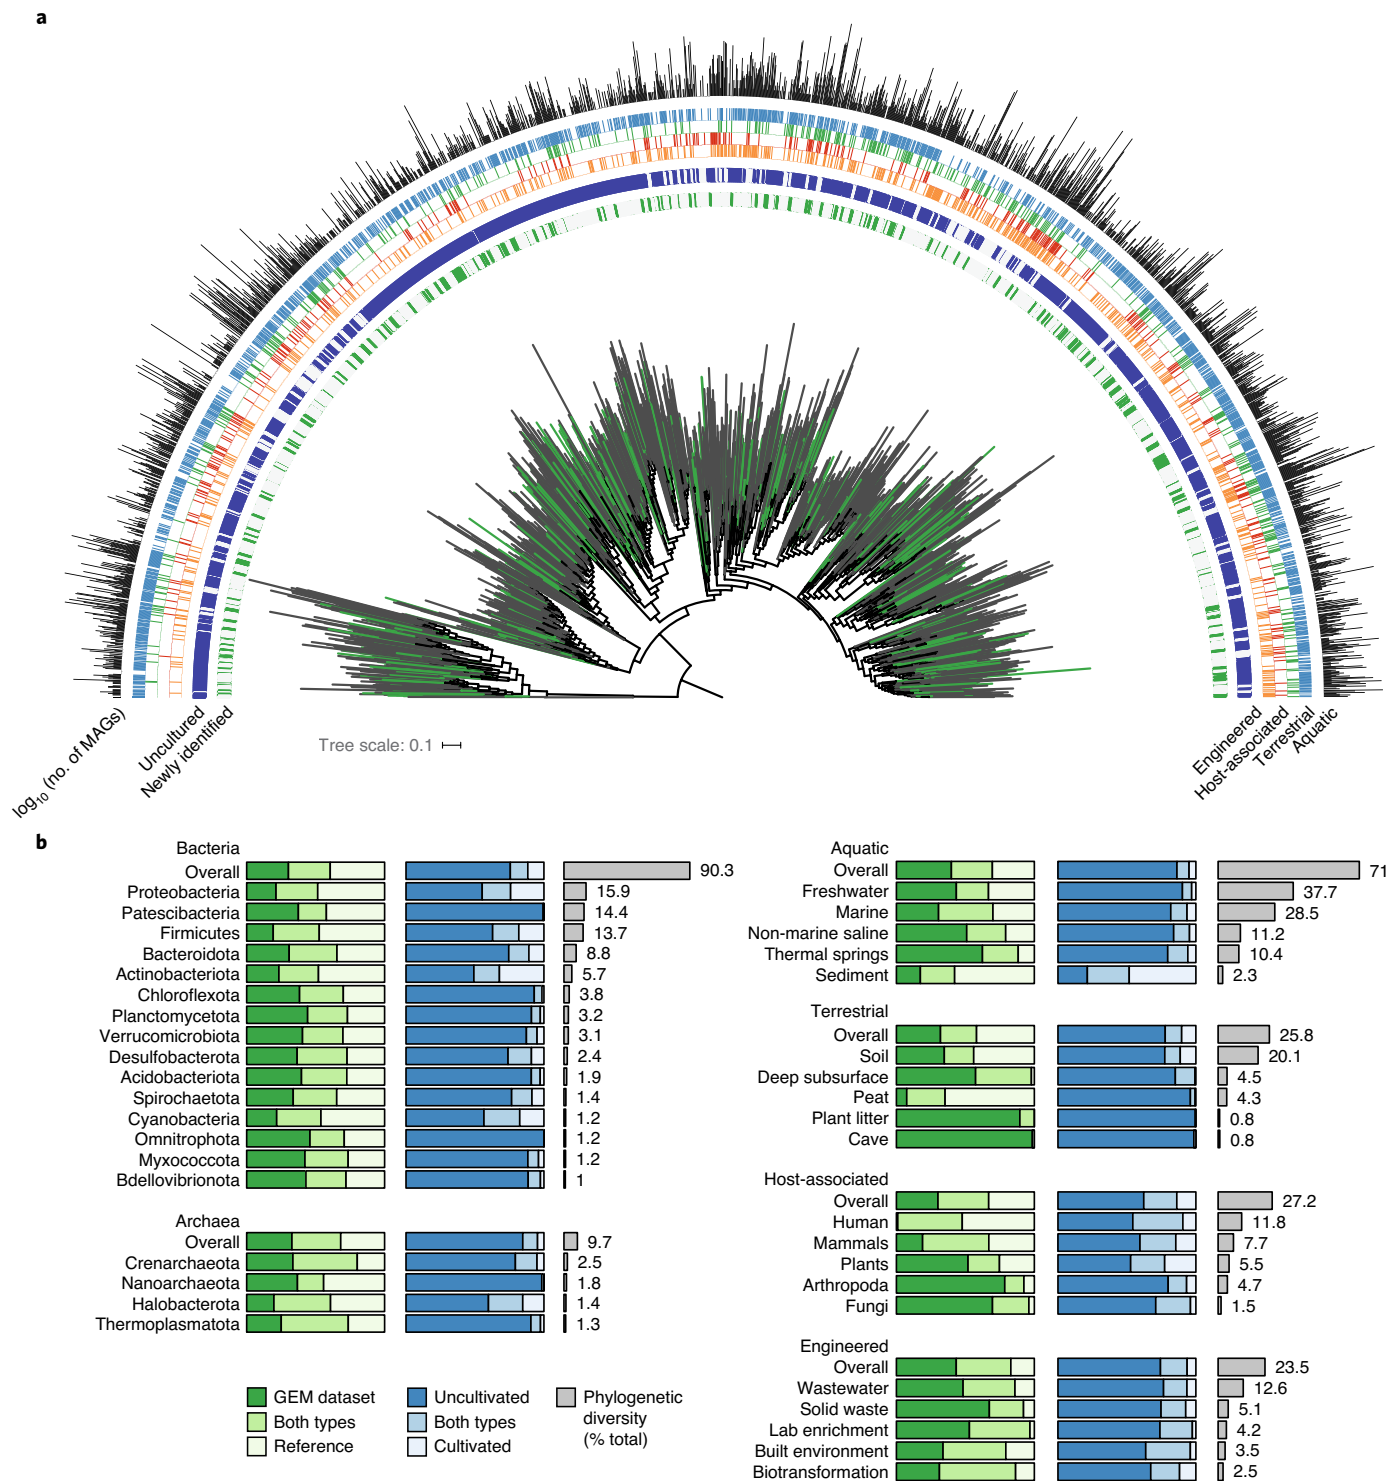 a
log10 (no. of MAGs)
Uncultured
Newly identified
Tree scale: 0.1
Engineered
Host-associated
Terrestrial
Aquatic
b
Bacteria
Overall 90.3
Proteobacteria 15.9
Patescibacteria 14.4
Firmicutes 13.7
Bacteroidota 8.8
Actinobacteriota 5.7
Chloroflexota 3.8
Planctomycetota 3.2
Verrucomicrobiota 3.1
Desulfobacterota 2.4
Acidobacteriota 1.9
Spirochaetota 1.4
Cyanobacteria 1.2
Omnitrophota 1.2
Myxococcota 1.2
Bdellovibrionota 1
Archaea
Overall 9.7
Crenarchaeota 2.5
Nanoarchaeota 1.8
Halobacterota 1.4
Thermoplasmatota 1.3
GEM dataset
Both types
Reference
Uncultivated
Both types
Cultivated
Phylogenetic
diversity
(% total)
Aquatic
Overall 71
Freshwater 37.7
Marine 28.5
Non-marine saline 11.2
Thermal springs 10.4
Sediment 2.3
Terrestrial
Overall 25.8
Soil 20.1
Deep subsurface 4.5
Peat 4.3
Plant litter 0.8
Cave 0.8
Host-associated
Overall 27.2
Human 11.8
Mammals 7.7
Plants 5.5
Arthropoda 4.7
Fungi 1.5
Engineered
Overall 23.5
Wastewater 12.6
Solid waste 5.1
Lab enrichment 4.2
Built environment 3.5
Biotransformation 2.5